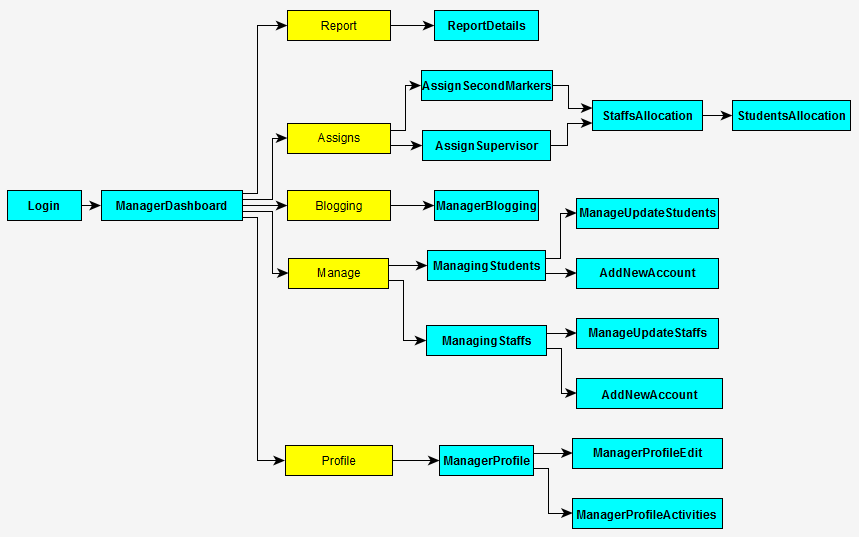 Report
ReportDetails
AssignSecondMarkers
StaffsAllocation
StudentsAllocation
Assigns
AssignSupervisor
Login
ManagerDashboard
Blogging
ManagerBlogging
ManageUpdateStudents
Manage
ManagingStudents
AddNewAccount
ManagingStaffs
ManageUpdateStaffs
AddNewAccount
Profile
ManagerProfile
ManagerProfileEdit
ManagerProfileActivities